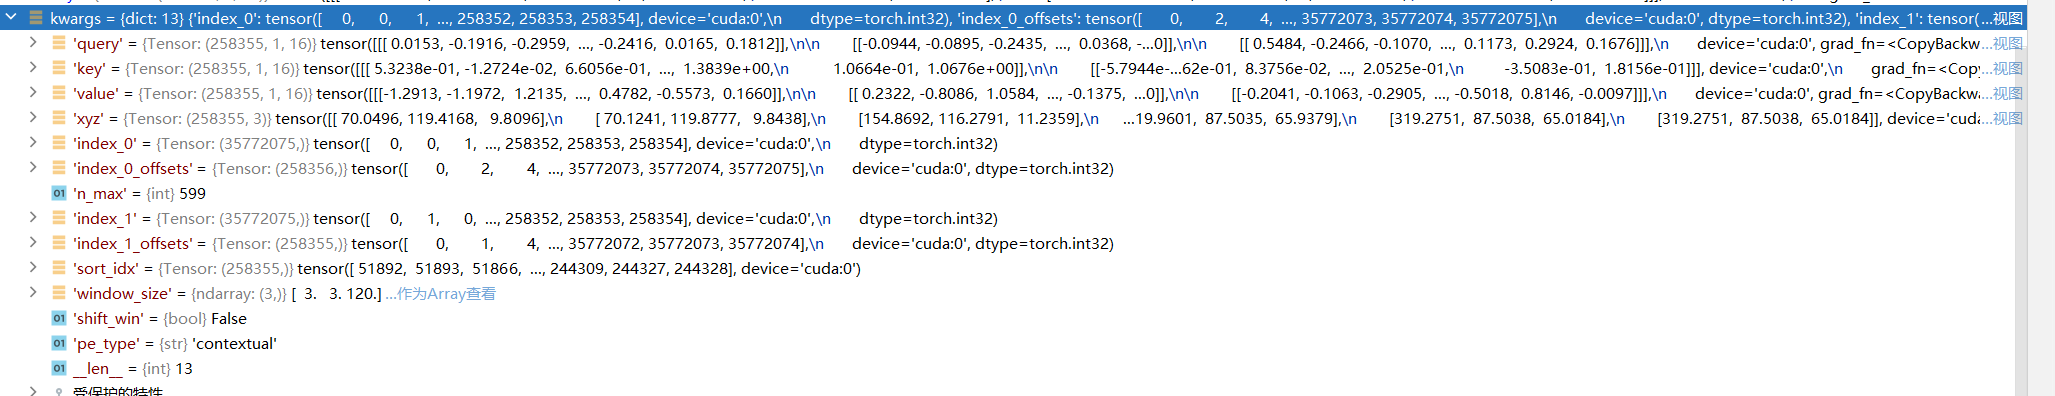 kwargs = {dict: 13} {'index_0': tensor([ 0, 0, 1, ..., 258352, 258353, 258354], device='cuda:0',\n dtype=torch.int32), 'index_0_offsets': tensor([ 0, 2, 4, ..., 35772073, 35772074, 35772075],\n device='cuda:0', dtype=torch.int32), 'index_1': tensor(...视图
'query' = {Tensor: (258355, 1, 16)} tensor([[[ 0.0153, -0.1916, -0.2959, ..., -0.2416, 0.0165, 0.1812]],\n\n [[-0.0944, -0.0895, -0.2435, ..., 0.0368, -...0]],\n\n [[ 0.5484, -0.2466, -0.1070, ..., 0.1173, 0.2924, 0.1676]]],\n device='cuda:0', grad_fn=<CopyBackw...视图
'key' = {Tensor: (258355, 1, 16)} tensor([[[ 5.3238e-01, -1.2724e-02, 6.6056e-01, ..., 1.3839e+00,\n 1.0664e-01, 1.0676e+00]],\n\n [[-5.7944e-...62e-01, 8.3756e-02, ..., 2.0525e-01,\n -3.5083e-01, 1.8156e-01]]], device='cuda:0',\n grad_fn=<Cop...视图
'value' = {Tensor: (258355, 1, 16)} tensor([[[-1.2913, -1.1972, 1.2135, ..., 0.4782, -0.5573, 0.1660]],\n\n [[ 0.2322, -0.8086, 1.0584, ..., -0.1375, ...0]],\n\n [[-0.2041, -0.1063, -0.2905, ..., -0.5018, 0.8146, -0.0097]]],\n device='cuda:0', grad_fn=<CopyBackwa...视图
'xyz' = {Tensor: (258355, 3)} tensor([[ 70.0496, 119.4168, 9.8096],\n [ 70.1241, 119.8777, 9.8438],\n [154.8692, 116.2791, 11.2359],\n ...19.9601, 87.5035, 65.9379],\n [319.2751, 87.5038, 65.0184],\n [319.2751, 87.5038, 65.0184]], device='cuda...视图
'index_0' = {Tensor: (35772075,)} tensor([ 0, 0, 1, ..., 258352, 258353, 258354], device='cuda:0',\n dtype=torch.int32)
'index_0_offsets' = {Tensor: (258356,)} tensor([ 0, 2, 4, ..., 35772073, 35772074, 35772075],\n device='cuda:0', dtype=torch.int32)
01 'n_max' = {int} 599
'index_1' = {Tensor: (35772075,)} tensor([ 0, 1, 0, ..., 258352, 258353, 258354], device='cuda:0',\n dtype=torch.int32)
'index_1_offsets' = {Tensor: (258355,)} tensor([ 0, 1, 4, ..., 35772072, 35772073, 35772074],\n device='cuda:0', dtype=torch.int32)
'sort_idx' = {Tensor: (258355,)} tensor([ 51892, 51893, 51866, ..., 244309, 244327, 244328], device='cuda:0')
'window_size' = {ndarray: (3,)} [ 3. 3. 120.] ...作为Array查看
01 'shift_win' = {bool} False
01 'pe_type' = {str} 'contextual'
01 __len__ = {int} 13
受保护的特性